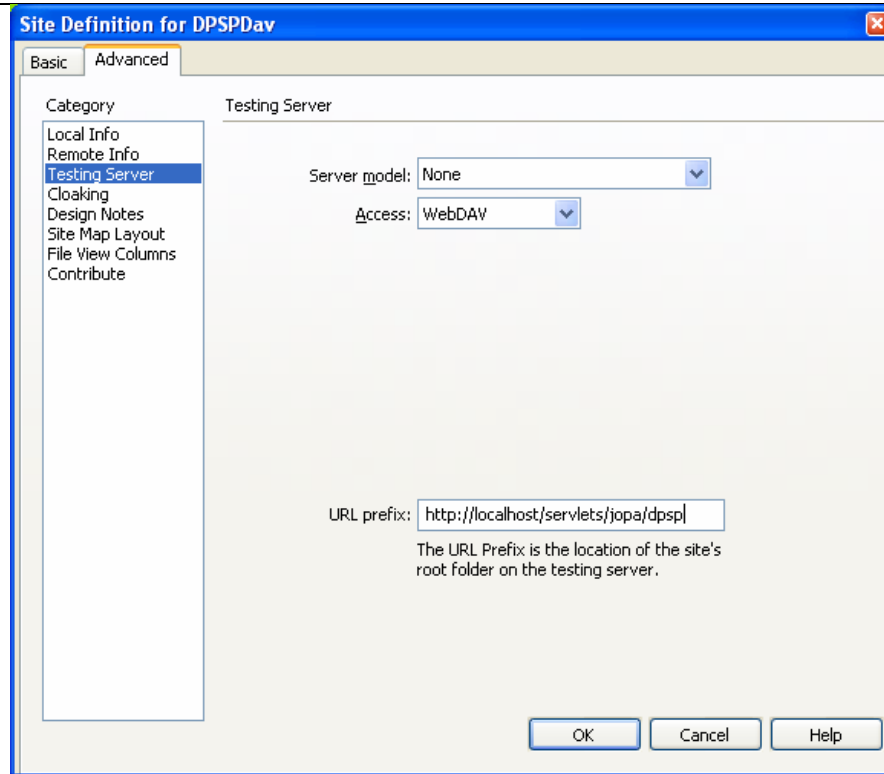 Site Definition for DPSPDav
Basic
Advanced
Category
Local Info
Remote Info
Testing Server
Cloaking
Design Notes
Site Map Layout
File View Columns
Contribute
Testing Server
Server model: None
Access: WebDAV
URL prefix: http://localhost/servlets/jopa/dpsp
The URL Prefix is the location of the site's
root folder on the testing server.
OK
Cancel
Help